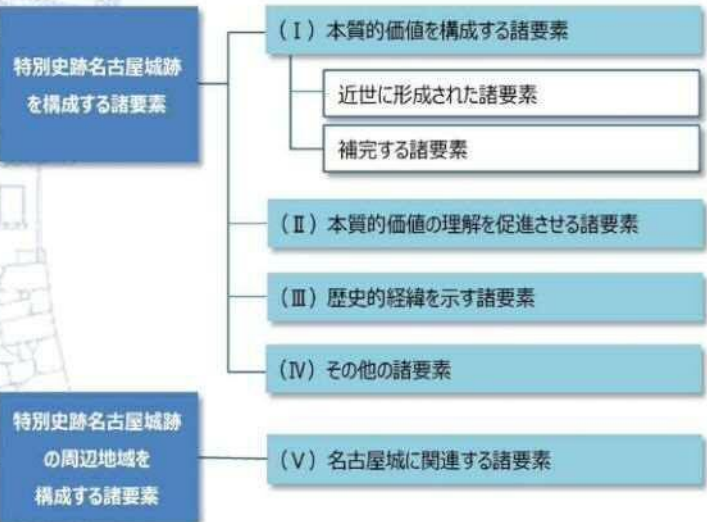 特別史跡名古屋城跡
を構成する諸要素
（Ⅰ）本質的価値を構成する諸要素
近世に形成された諸要素
補完する諸要素
（Ⅱ）本質的価値の理解を促進させる諸要素
（Ⅲ）歴史的経緯を示す諸要素
（Ⅳ）その他の諸要素
特別史跡名古屋城跡
の周辺地域を
構成する諸要素
（Ⅴ）名古屋城に関連する諸要素